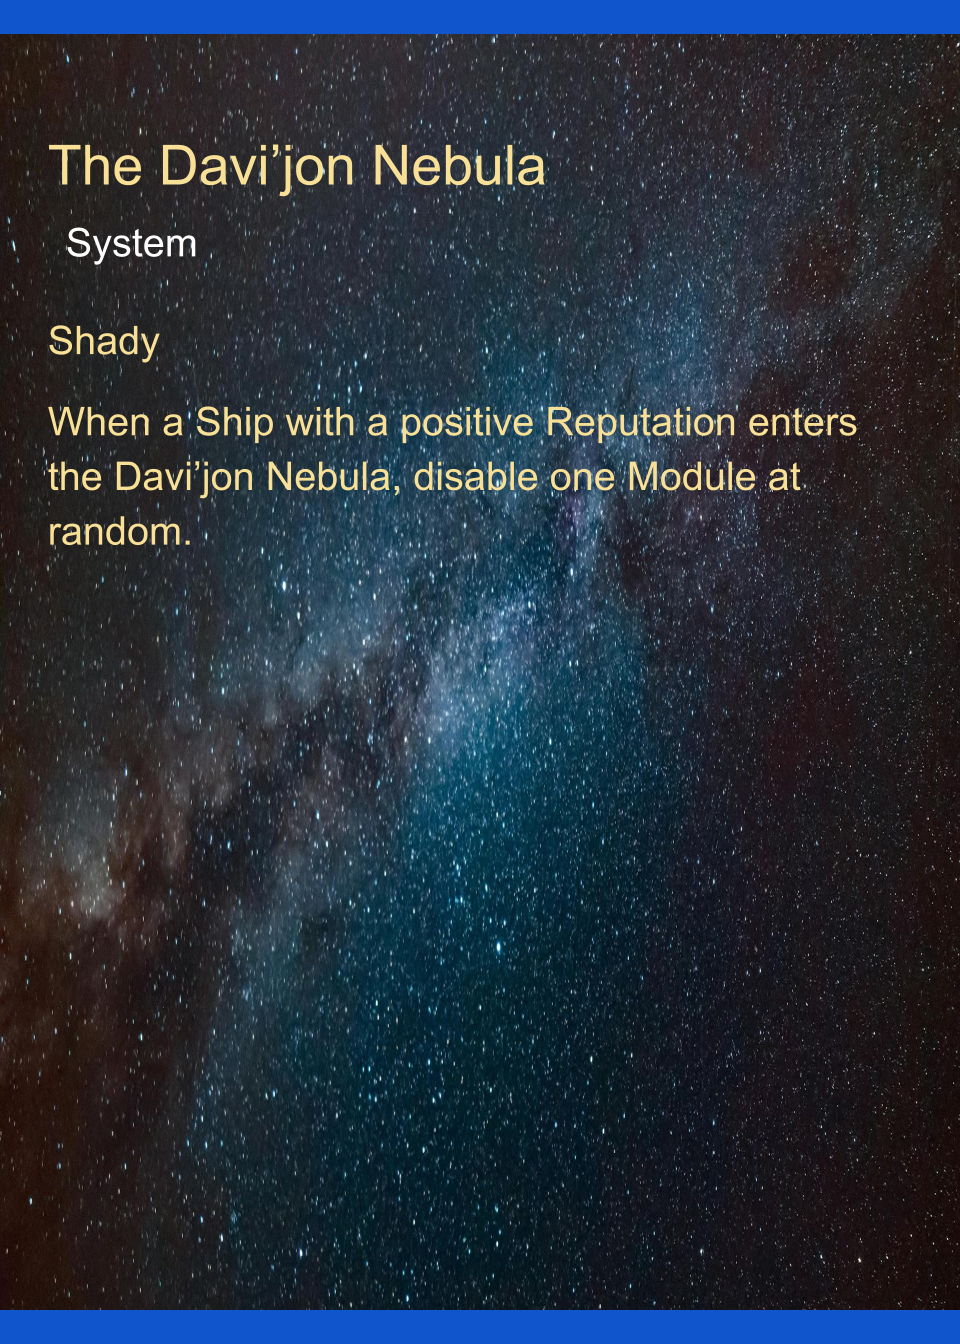 The Davi’jon Nebula
System
Shady
When a Ship with a positive Reputation enters
the Davi’jon Nebula, disable one Module at
random.